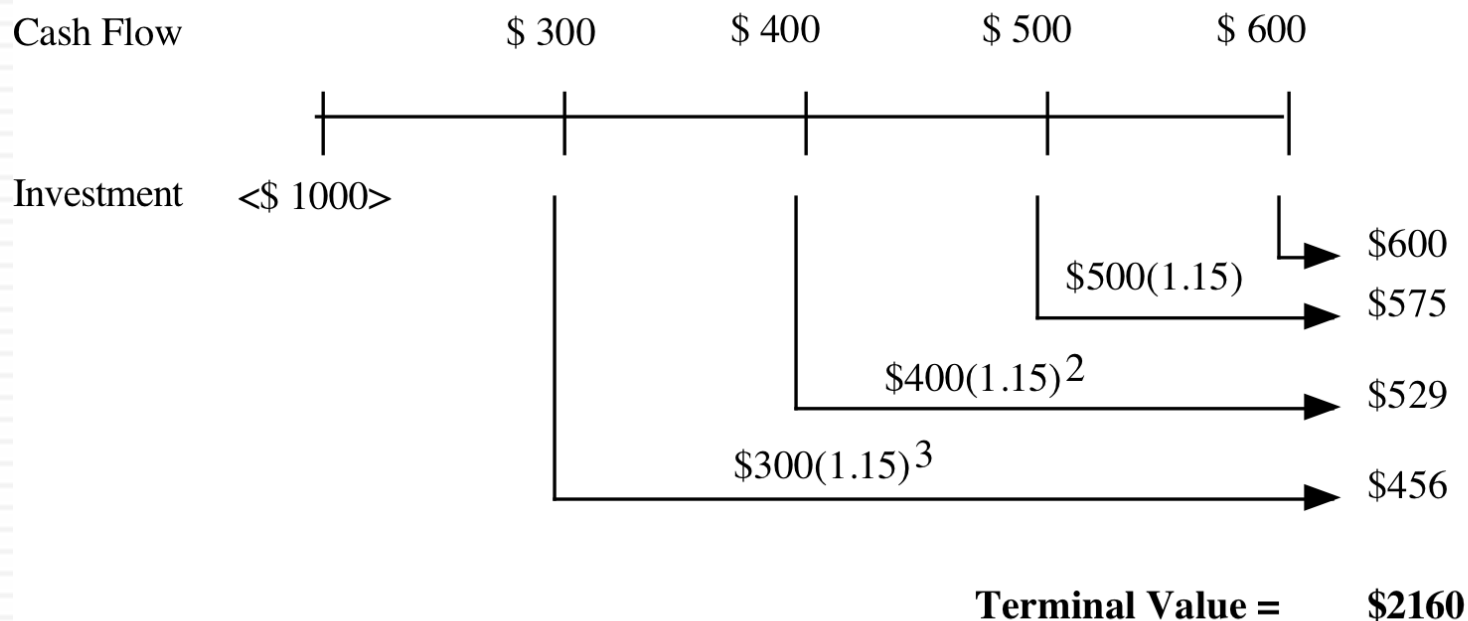 Cash Flow $ 300 $ 400 $ 500 $ 600
Investment <$ 1000>
$600
$500(1.15)
$575
$400(1.15)2
$529
$300(1.15)3
$456
Terminal Value = $2160